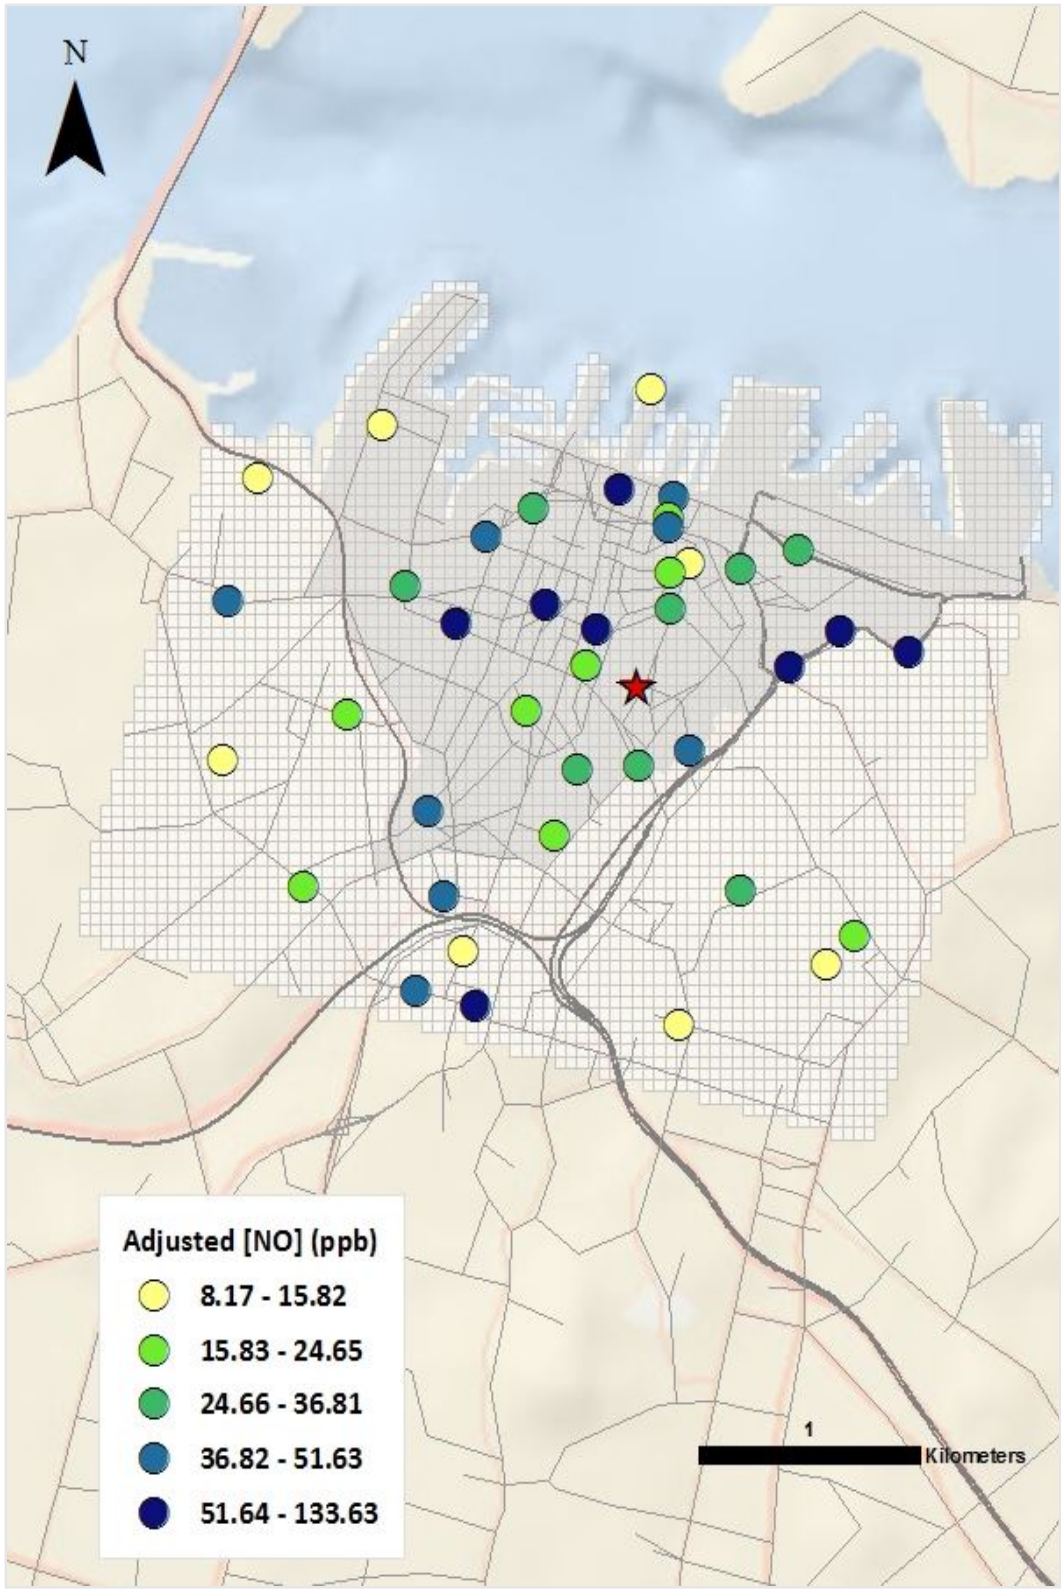 N
Adjusted [NO] (ppb)
8.17 - 15.82
15.83 - 24.65
24.66 - 36.81
36.82 - 51.63
51.64 - 133.63
1
Kilometers